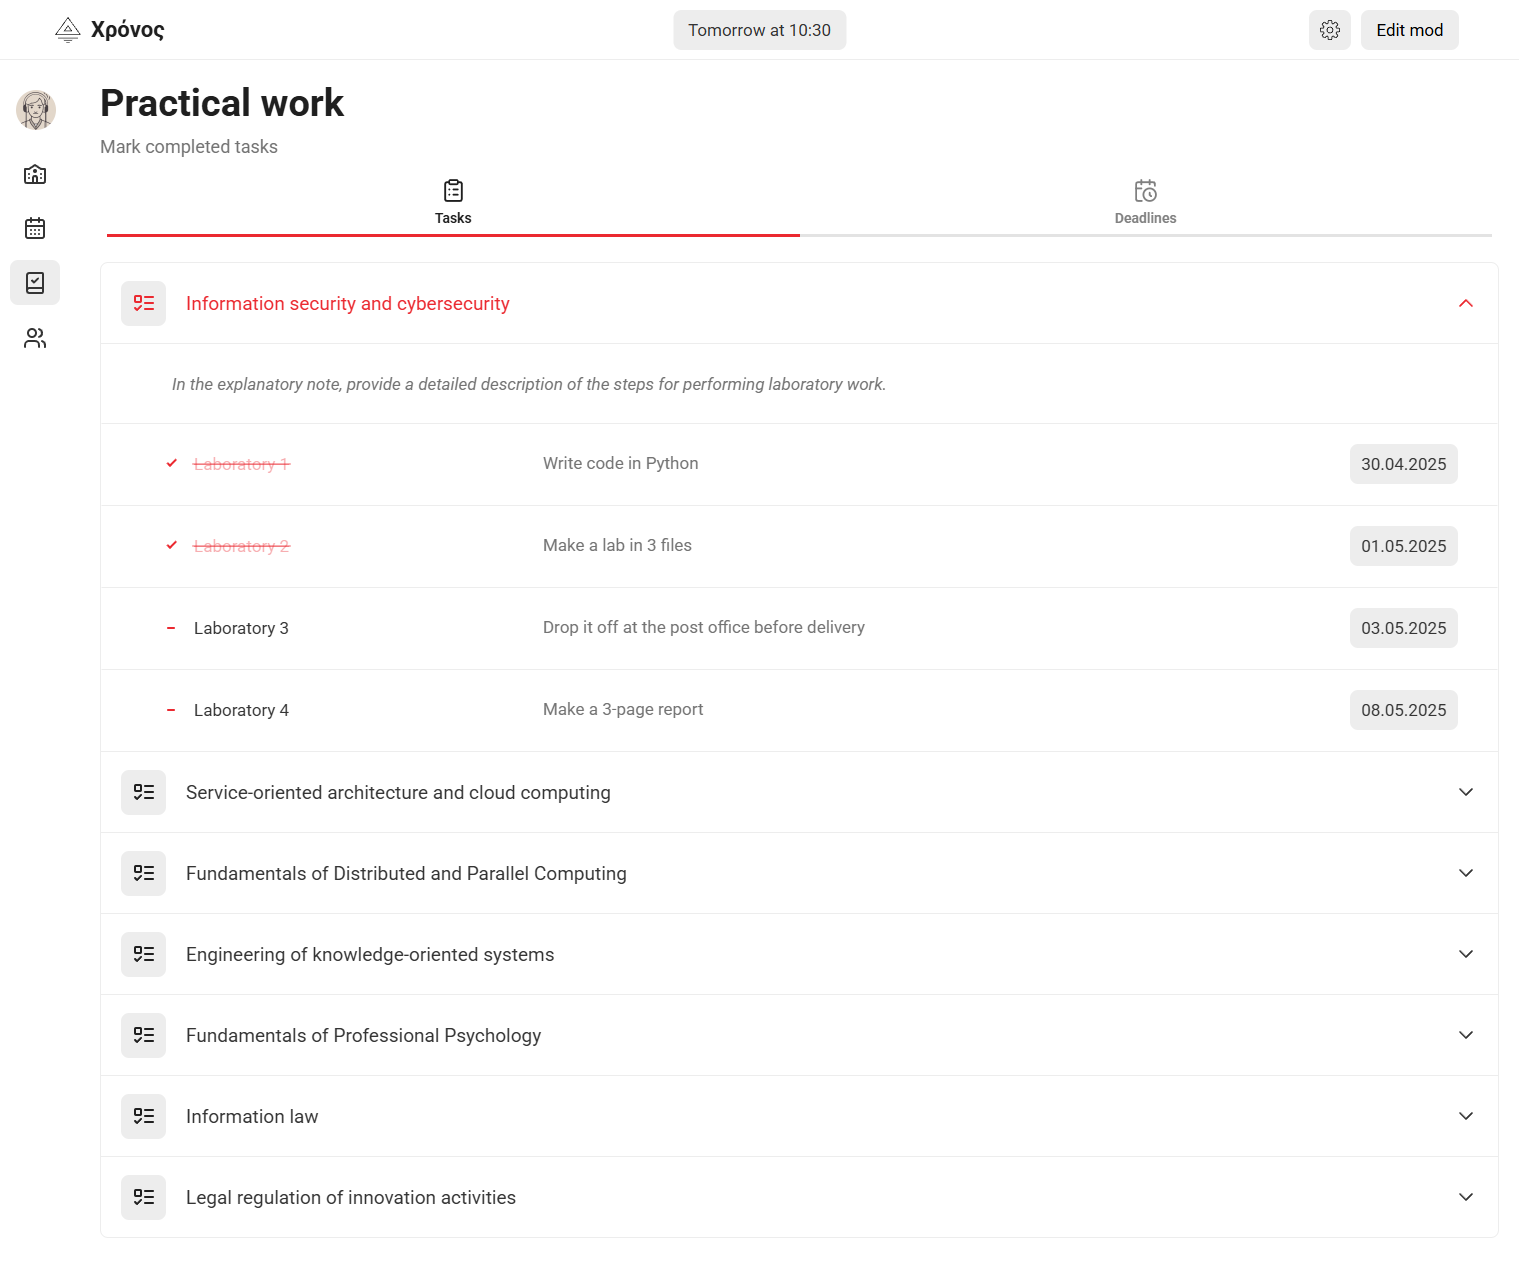 Χρόνος
Tomorrow at 10:30
Edit mod
Practical work
Mark completed tasks
Tasks
Deadlines
Information security and cybersecurity
In the explanatory note, provide a detailed description of the steps for performing laboratory work.
Laboratory 1
Write code in Python
30.04.2025
Laboratory 2
Make a lab in 3 files
01.05.2025
Laboratory 3
Drop it off at the post office before delivery
03.05.2025
Laboratory 4
Make a 3-page report
08.05.2025
Service-oriented architecture and cloud computing
Fundamentals of Distributed and Parallel Computing
Engineering of knowledge-oriented systems
Fundamentals of Professional Psychology
Information law
Legal regulation of innovation activities